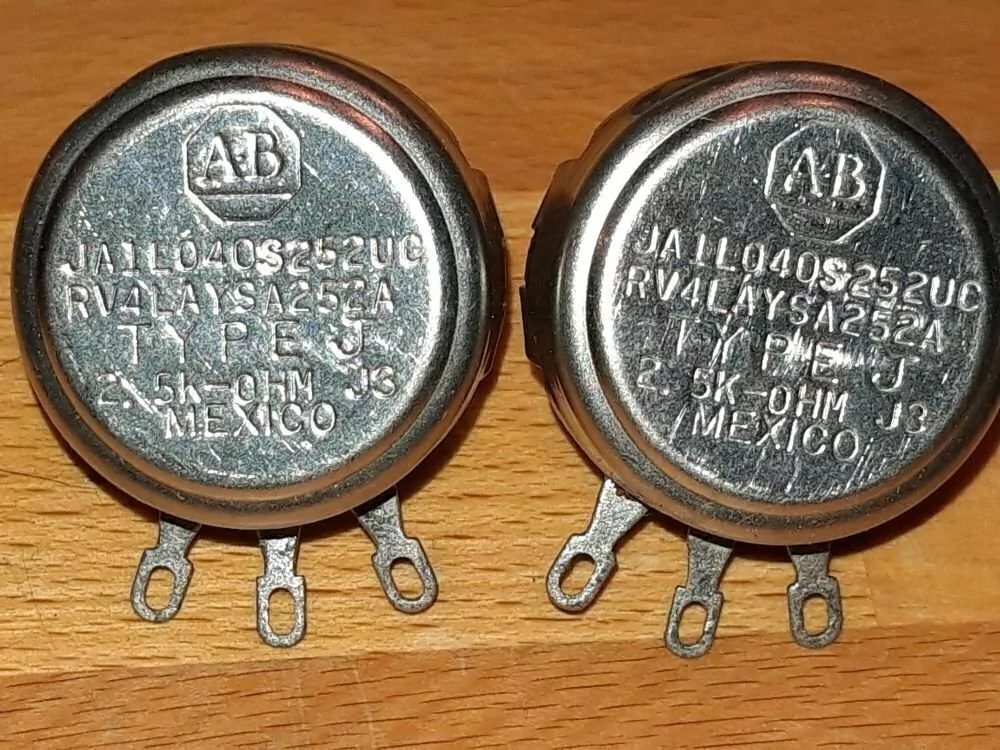 A·B
JA1L040S252UC
RV4LAYSA252A
TYPE J
2.5K-OHM J3
MEXICO
A·B
JA1L040S252UC
RV4LAYSA252A
TYPE J
2.5K-OHM J3
MEXICO